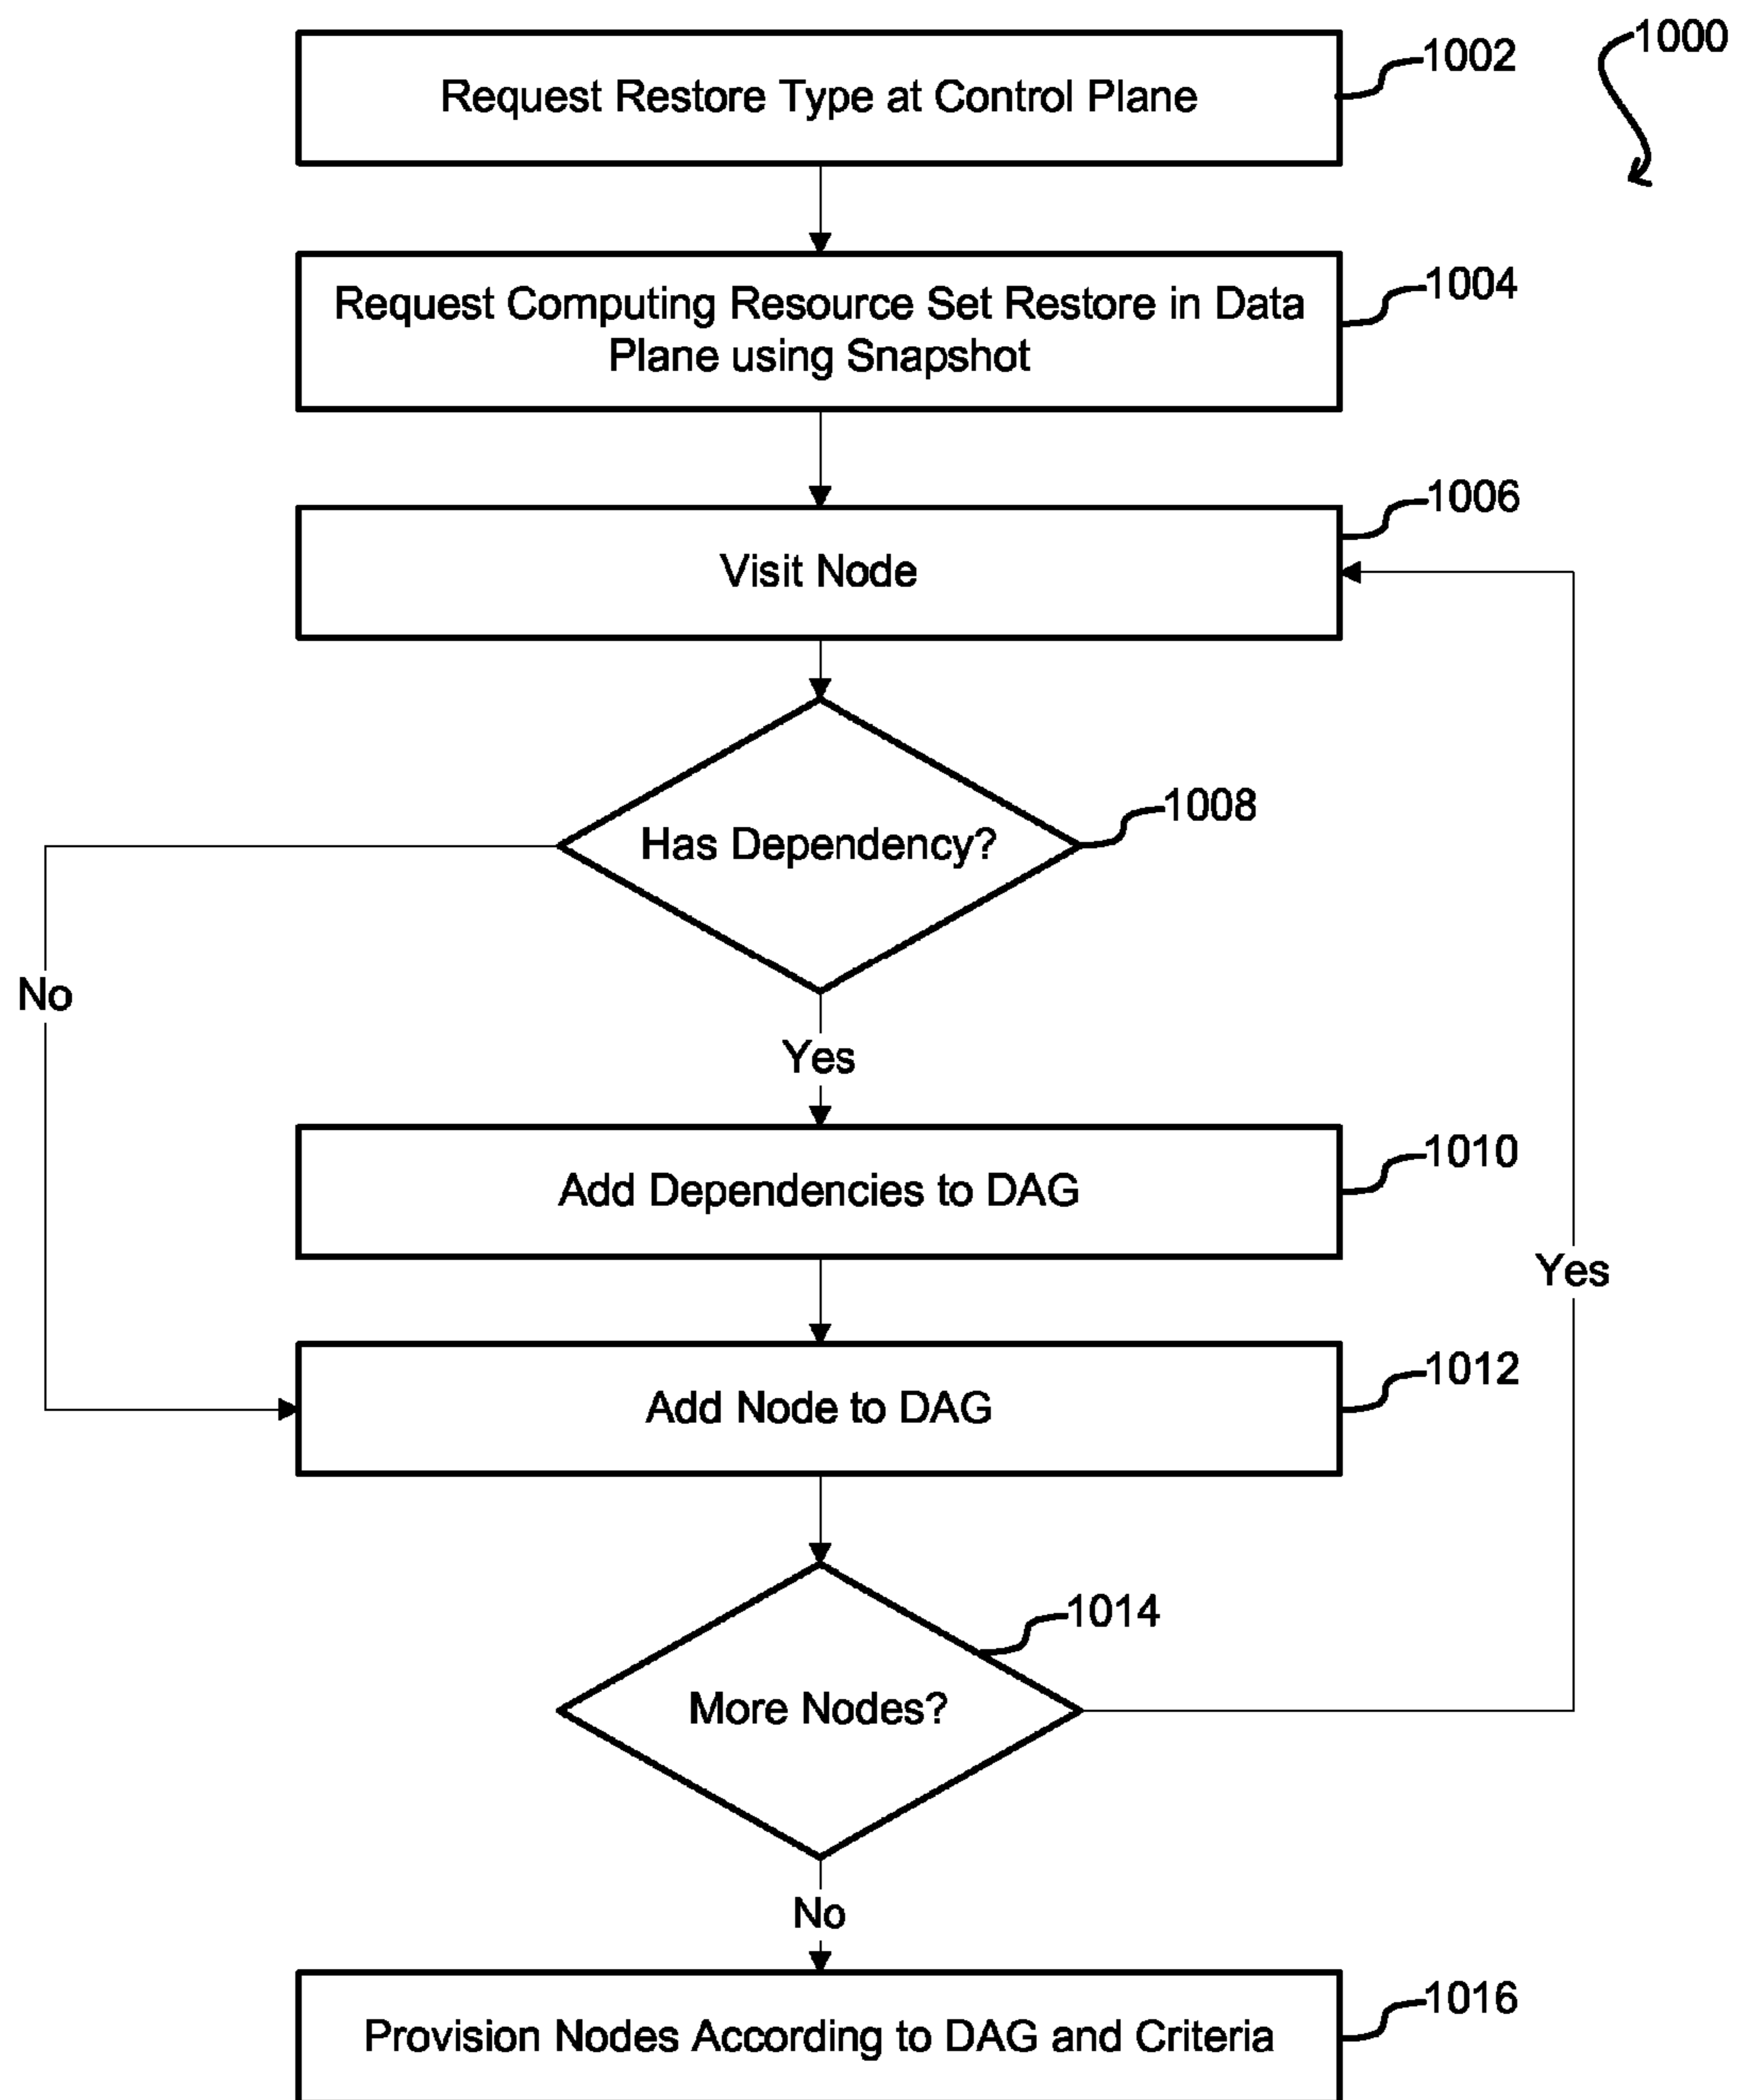 1000
Request Restore Type at Control Plane
1002
Request Computing Resource Set Restore in Data
Plane using Snapshot
1004
Visit Node
1006
Has Dependency?
1008
No
Yes
Add Dependencies to DAG
1010
Yes
Add Node to DAG
1012
More Nodes?
1014
No
Provision Nodes According to DAG and Criteria
1016